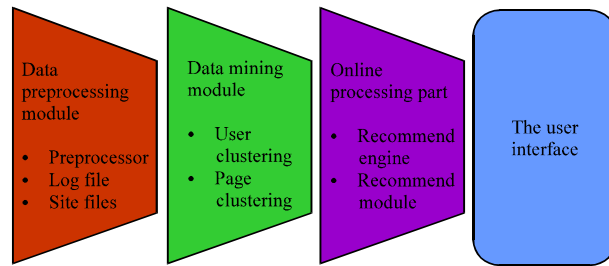 Data
preprocessing
module
• Preprocessor
• Log file
• Site files
Data mining
module
• User
clustering
• Page
clustering
Online
processing part
• Recommend
engine
• Recommend
module
The user
interface